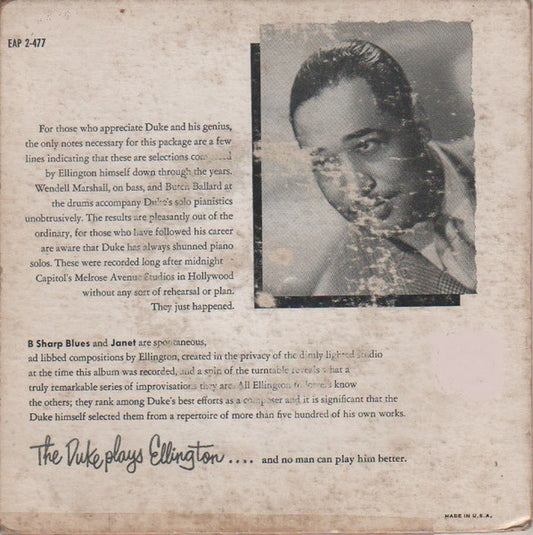 EAP 2-477
For those who appreciate Duke and his genius,
the only notes necessary for this package are a few
lines indicating that these are selections composed
by Ellington himself down through the years.
Wendell Marshall, on bass, and Butch Ballard at
the drums accompany Duke's solo pianistics
unobtrusively. The results are pleasantly out of the
ordinary, for those who have followed his career
are aware that Duke has always shunned piano
solos. These were recorded long after midnight
Capitol's Melrose Avenue Studios in Hollywood
without any sort of rehearsal or plan.
They just happened.
B Sharp Blues and Janet are spontaneous,
ad libbed compositions by Ellington, created in the privacy of the dimly lighted studio
at the time this album was recorded, and a spin of the turntable reveals what a
truly remarkable series of improvisations they are. All Ellington followers know
the others; they rank among Duke's best efforts as a composer and it is significant that the
Duke himself selected them from a repertoire of more than five hundred of his own works.
The Duke plays Ellington .... and no man can play him better.
MADE IN U.S.A.